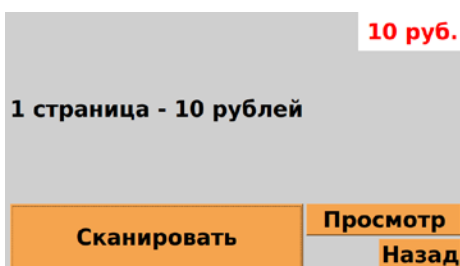 10 руб.
1 страница - 10 рублей
Просмотр
Сканировать
Назад